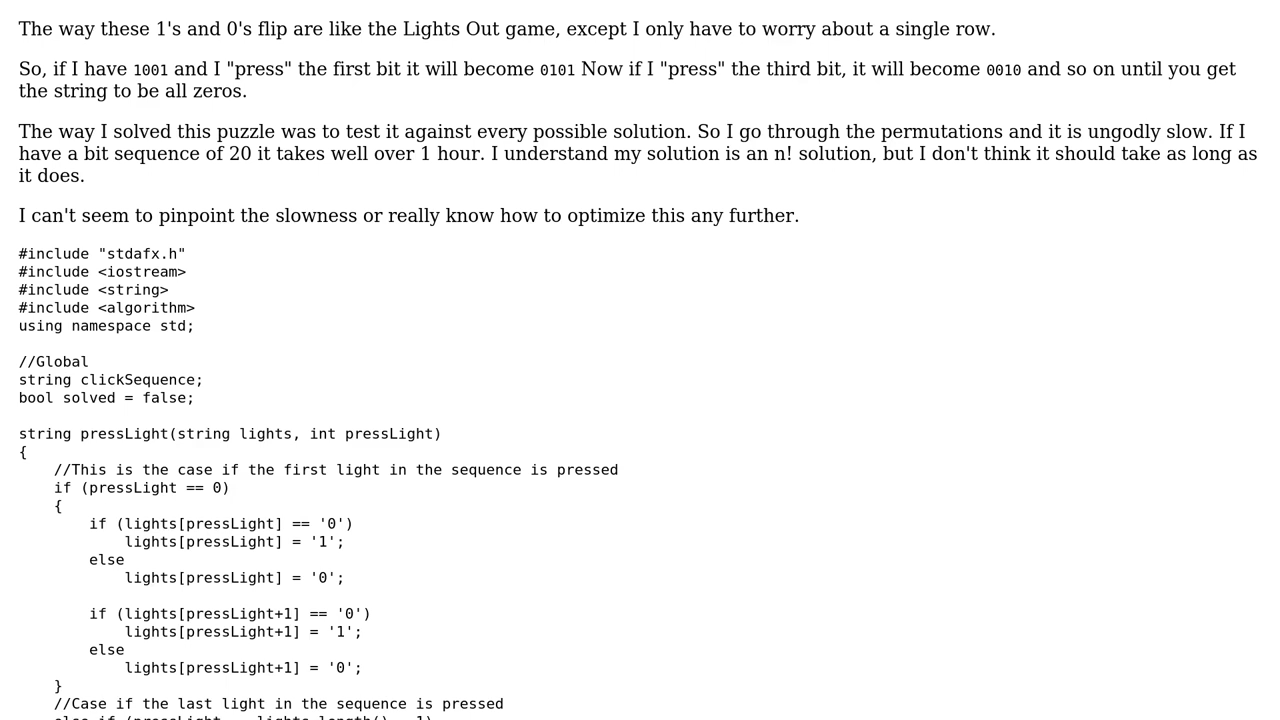 The way these 1's and 0's flip are like the Lights Out game, except I only have to worry about a single row.
So, if I have 1001 and I "press" the first bit it will become 0101 Now if I "press" the third bit, it will become 0010 and so on until you get
the string to be all zeros.
The way I solved this puzzle was to test it against every possible solution. So I go through the permutations and it is ungodly slow. If I
have a bit sequence of 20 it takes well over 1 hour. I understand my solution is an n! solution, but I don't think it should take as long as
it does.
I can't seem to pinpoint the slowness or really know how to optimize this any further.
#include "stdafx.h"
#include <iostream>
#include <string>
#include <algorithm>
using namespace std;

//Global
string clickSequence;
bool solved = false;

string pressLight(string lights, int pressLight)
{
    //This is the case if the first light in the sequence is pressed
    if (pressLight == 0)
    {
        if (lights[pressLight] == '0')
            lights[pressLight] = '1';
        else
            lights[pressLight] = '0';

        if (lights[pressLight+1] == '0')
            lights[pressLight+1] = '1';
        else
            lights[pressLight+1] = '0';
    }
    //Case if the last light in the sequence is pressed